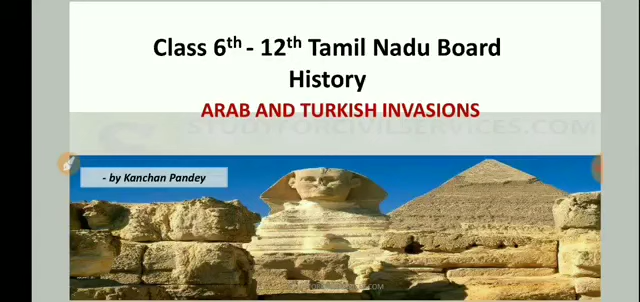 Class 6th - 12th Tamil Nadu Board
History
ARAB AND TURKISH INVASIONS
STUDYFORCIVILSERVICES.COM
- by Kanchan Pandey